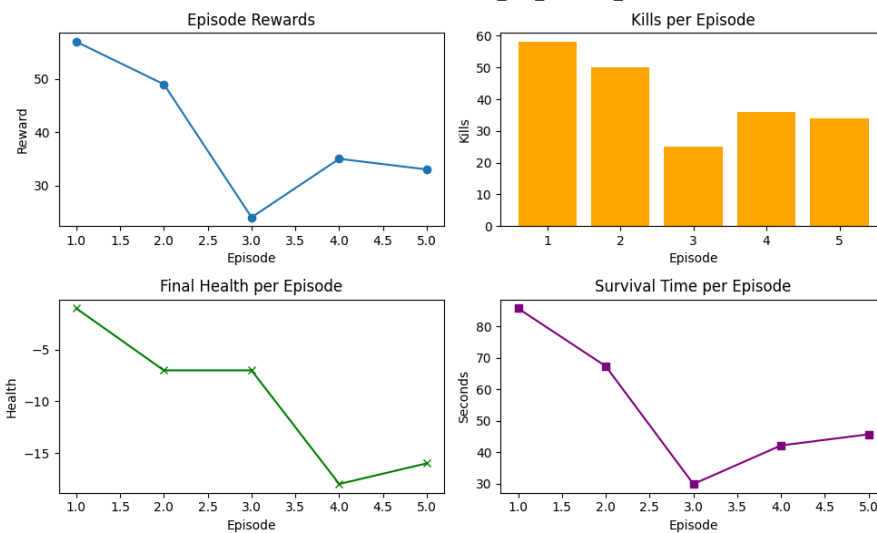 Episode Rewards
Reward
50
40
30
1.0 1.5 2.0 2.5 3.0 3.5 4.0 4.5 5.0
Episode
Kills per Episode
Kills
60
50
40
30
20
10
0
1 2 3 4 5
Episode
Final Health per Episode
Health
−5
−10
−15
1.0 1.5 2.0 2.5 3.0 3.5 4.0 4.5 5.0
Episode
Survival Time per Episode
Seconds
80
70
60
50
40
30
1.0 1.5 2.0 2.5 3.0 3.5 4.0 4.5 5.0
Episode